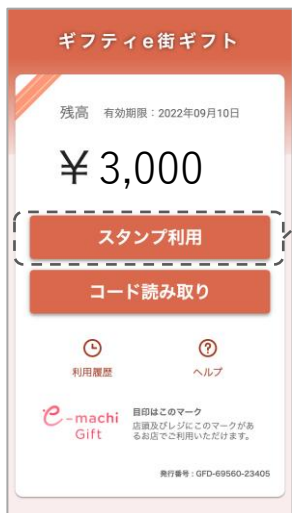 ギフティe街ギフト
残高 有効期限：2022年09月10日
￥3,000
スタンプ利用
コード読み取り
利用履歴 ヘルプ
e-machi
Gift
目印はこのマーク
店頭及びレジにこのマークがあ
るお店でご利用いただけます。
発行番号：GFD-69560-23405